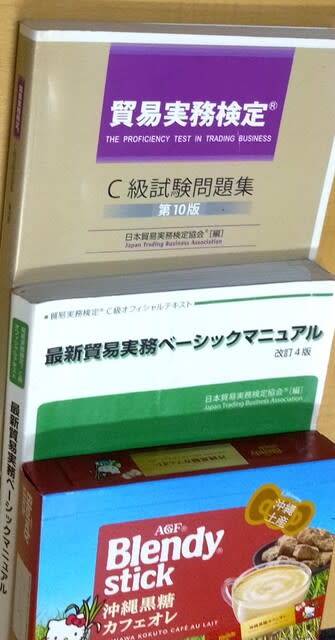 貿易実務検定®
THE PROFICIENCY TEST IN TRADING BUSINESS
C級試験問題集
第10版
日本貿易実務検定協会®[編]
Japan Trading Business Association
貿易実務検定® C級オフィシャルテキスト
最新貿易実務ベーシックマニュアル
改訂4版
日本貿易実務検定協会®[編]
Japan Trading Business Association
最新貿易実務ベーシックマニュアル
AGF®
Blendy
stick
沖縄黒糖
カフェオレ
OKINAWA KOKUTO CAFÉ AU LAIT
沖縄
土産